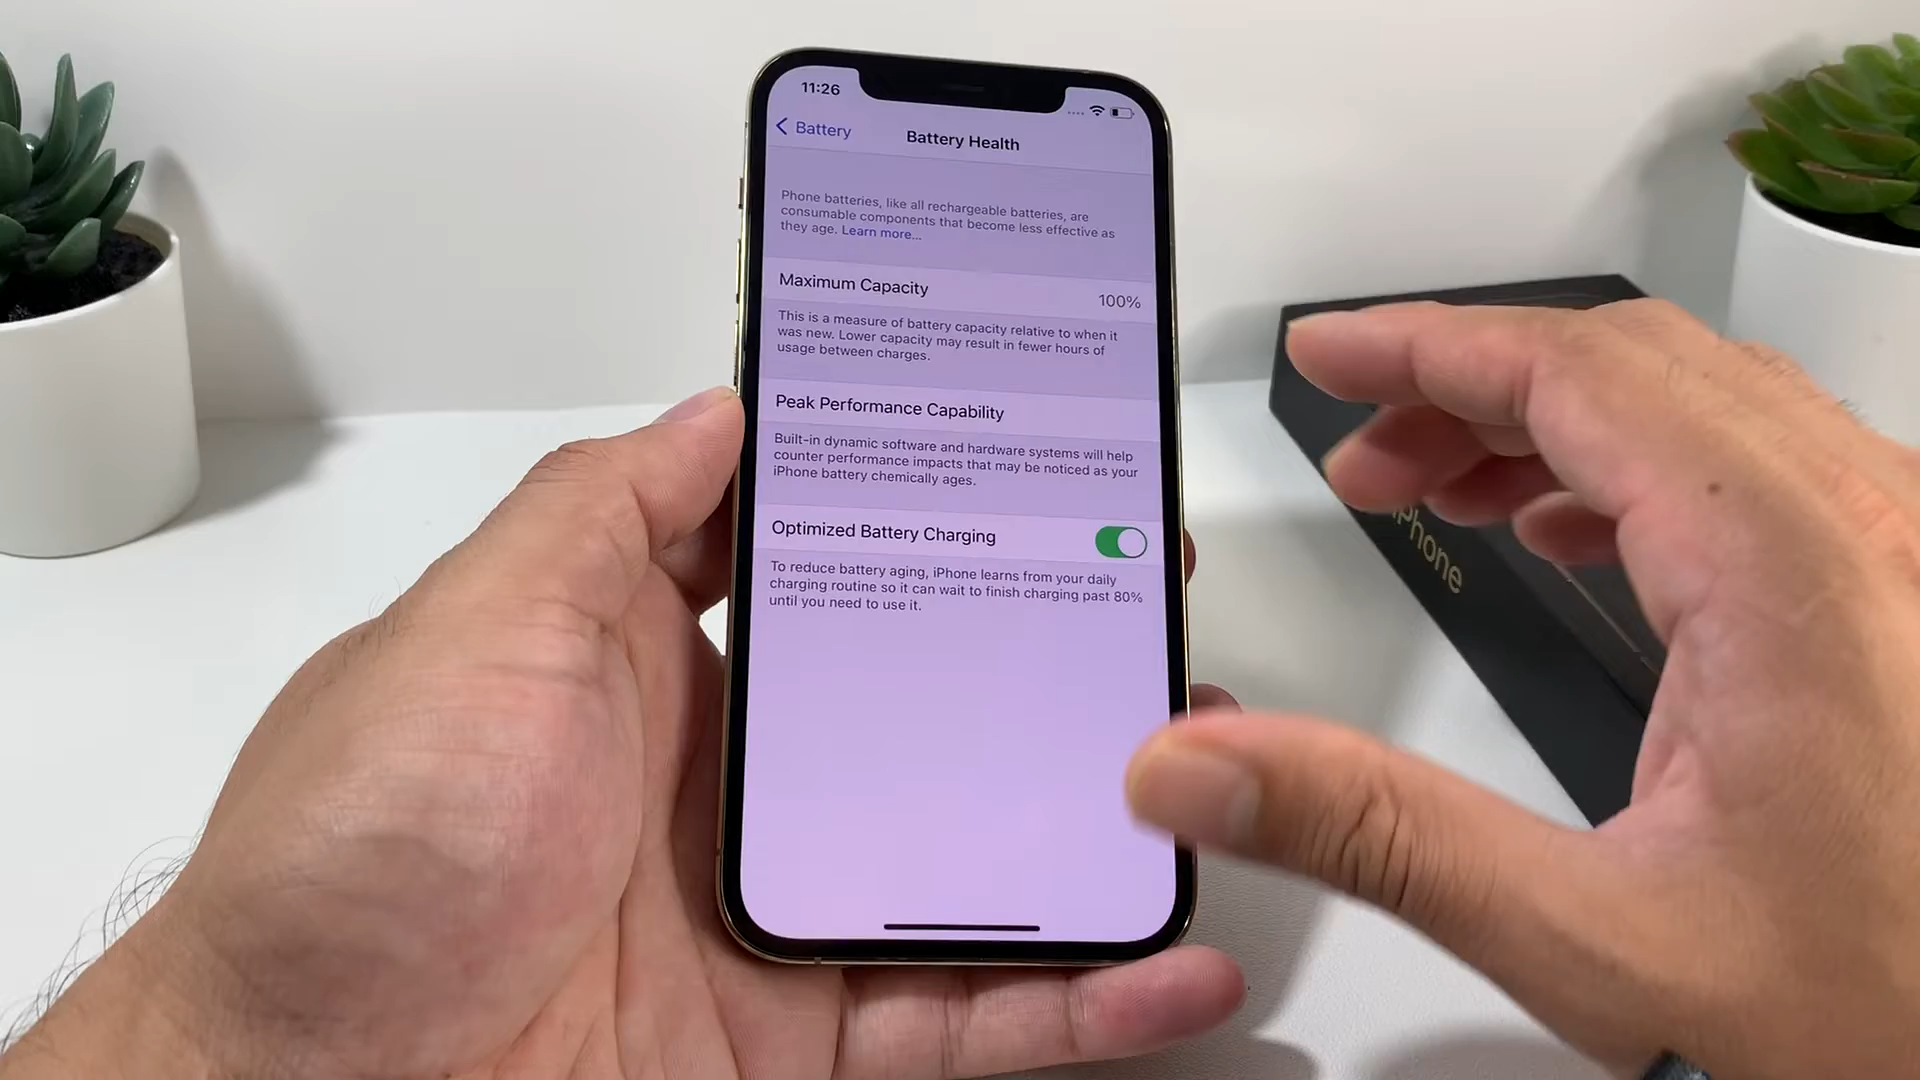 11:26
Battery
Battery Health
Phone batteries, like all rechargeable batteries, are
consumable components that become less effective as
they age. Learn more...
Maximum Capacity
100%
This is a measure of battery capacity relative to when it
was new. Lower capacity may result in fewer hours of
usage between charges.
Peak Performance Capability
Built-in dynamic software and hardware systems will help
counter performance impacts that may be noticed as your
iPhone battery chemically ages.
Optimized Battery Charging
To reduce battery aging, iPhone learns from your daily
charging routine so it can wait to finish charging past 80%
until you need to use it.
iPhone